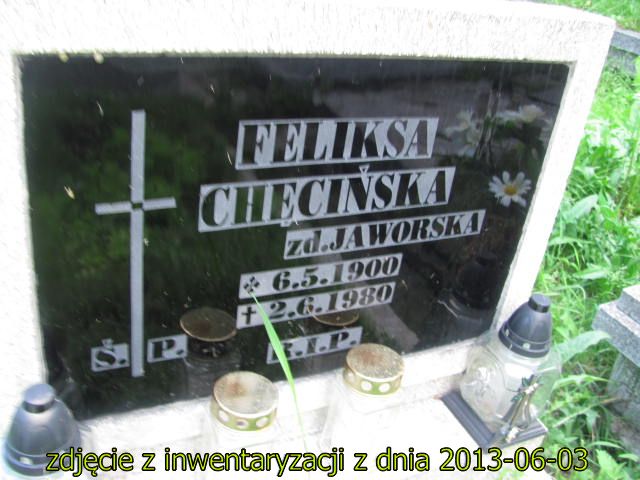 FELIKSA
CHĘCIŃSKA
zd. JAWORSKA
6.5.1900
✝ 2.6.1980
Ś. P. R.I.P.
zdjęcie z inwentaryzacji z dnia 2013-06-03